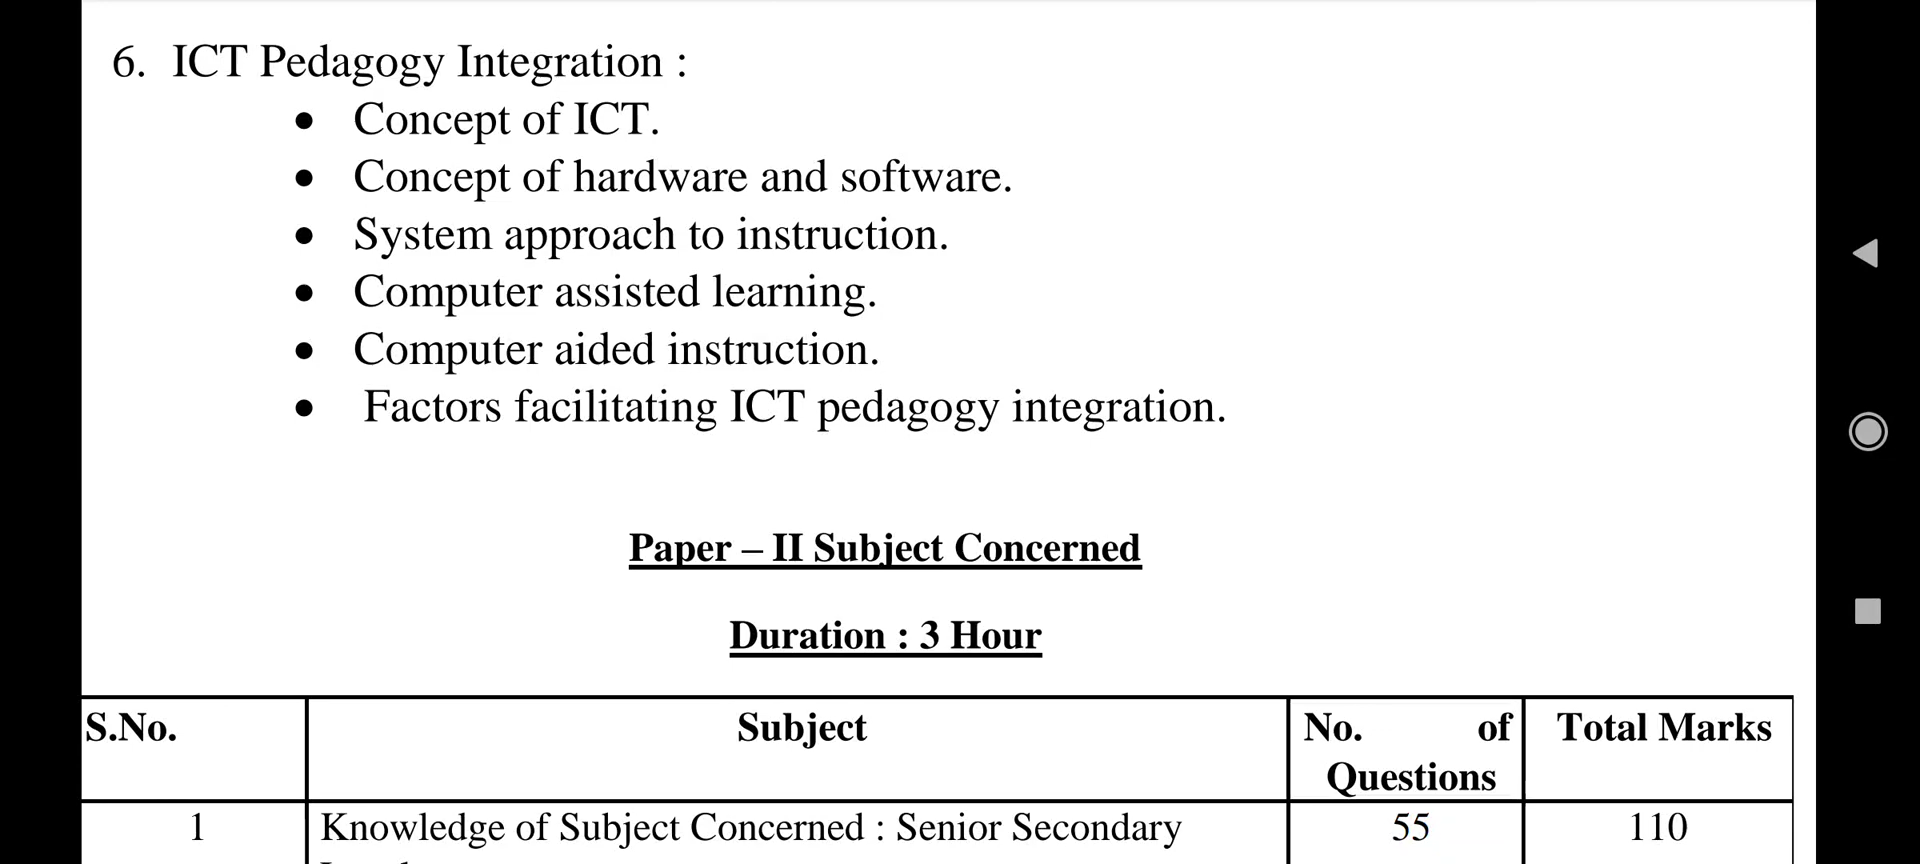 6. ICT Pedagogy Integration :
• Concept of ICT.
• Concept of hardware and software.
• System approach to instruction.
• Computer assisted learning.
• Computer aided instruction.
• Factors facilitating ICT pedagogy integration.
Paper – II Subject Concerned
Duration : 3 Hour
S.No. Subject No. of Questions Total Marks
1 Knowledge of Subject Concerned : Senior Secondary 55 110